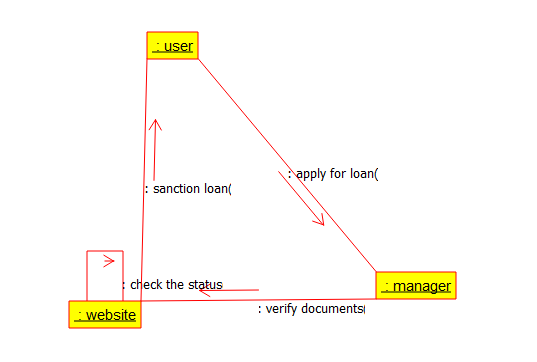 : user
: apply for loan(
: sanction loan(
: check the status
: manager
: verify documents(
: website